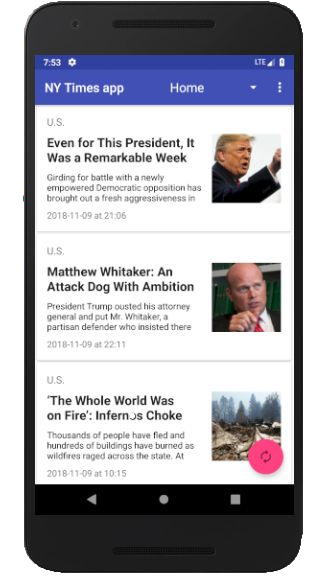 7:53 LTE
NY Times app Home
U.S.
Even for This President, It
Was a Remarkable Week
Girding for battle with a newly
empowered Democratic opposition has
brought out a fresh aggressiveness in
2018-11-09 at 21:06
U.S.
Matthew Whitaker: An
Attack Dog With Ambition
President Trump ousted his attorney
general and put Mr. Whitaker, a
partisan defender who insisted there
2018-11-09 at 22:11
U.S.
‘The Whole World Was
on Fire’: Infernos Choke
Thousands of people have fled and
hundreds of buildings have burned as
wildfires raged across the state. At
2018-11-09 at 10:15